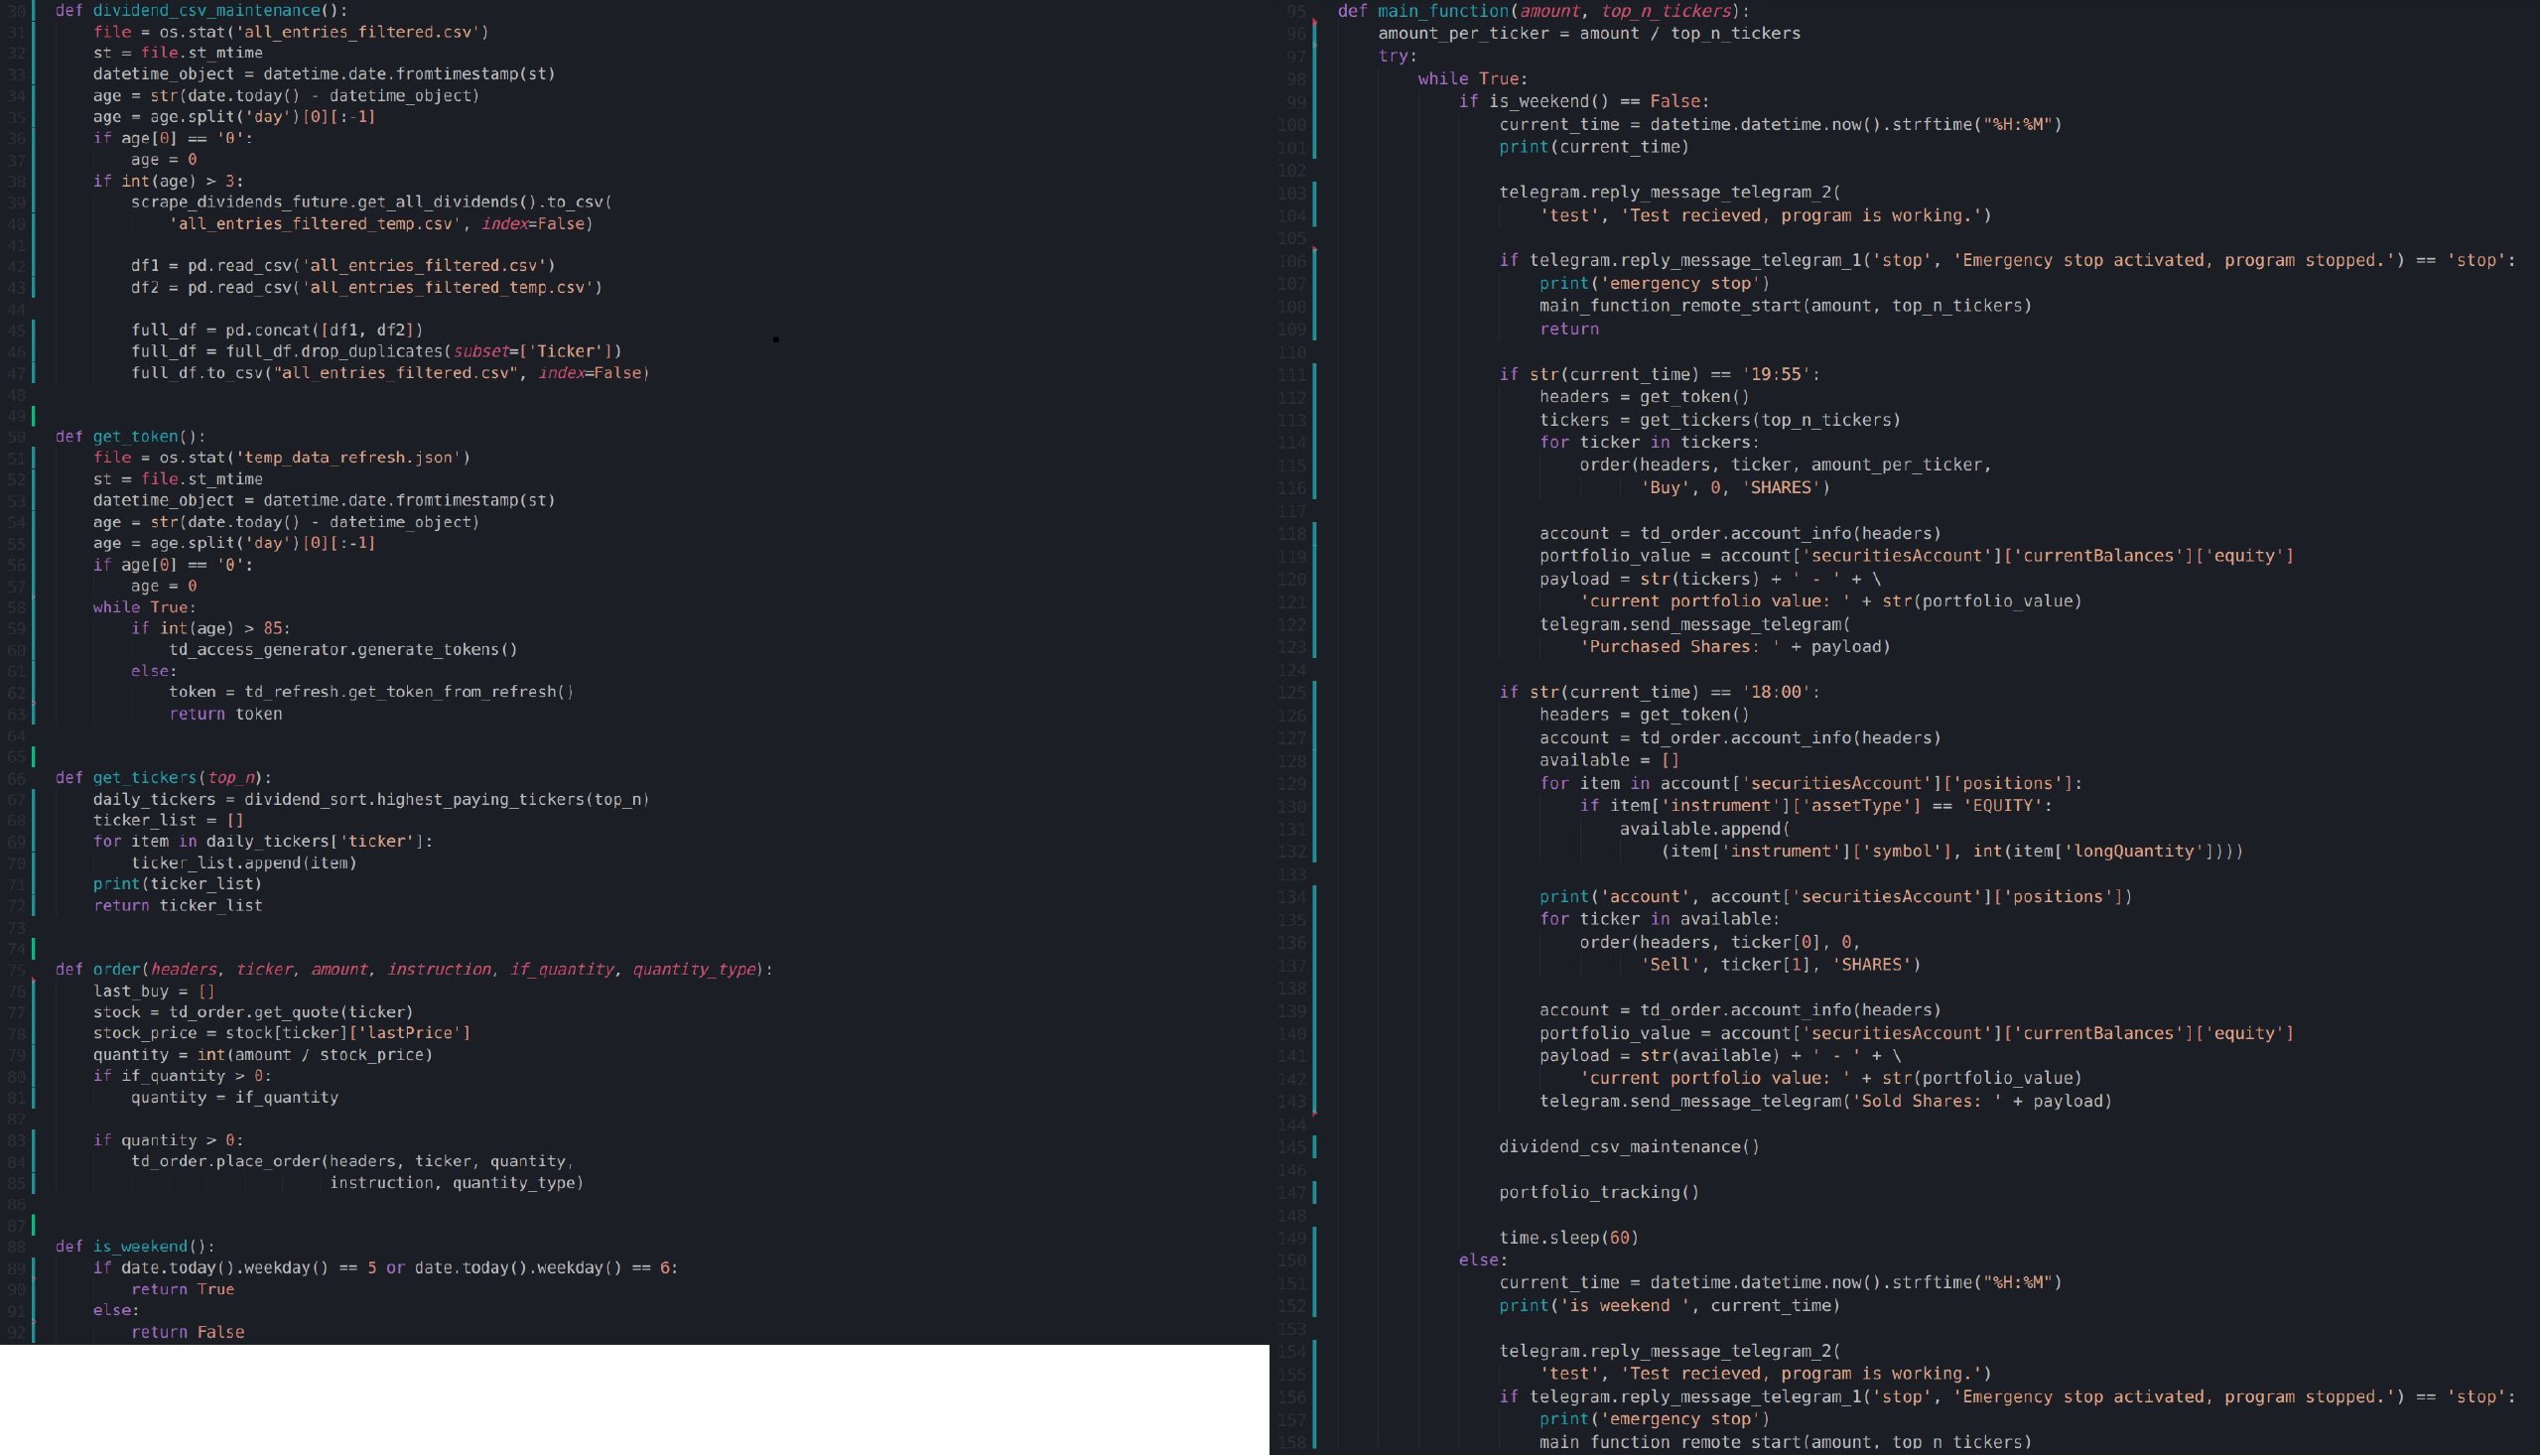 30 def dividend_csv_maintenance():
31 file = os.stat('all_entries_filtered.csv')
32 st = file.st_mtime
33 datetime_object = datetime.date.fromtimestamp(st)
34 age = str(date.today() - datetime_object)
35 age = age.split('day')[0][:-1]
36 if age[0] == '0':
37 age = 0
38 if int(age) > 3:
39 scrape_dividends_future.get_all_dividends().to_csv(
40 'all_entries_filtered_temp.csv', index=False)
41
42 df1 = pd.read_csv('all_entries_filtered.csv')
43 df2 = pd.read_csv('all_entries_filtered_temp.csv')
44
45 full_df = pd.concat([df1, df2])
46 full_df = full_df.drop_duplicates(subset=['Ticker'])
47 full_df.to_csv("all_entries_filtered.csv", index=False)
48
49
50 def get_token():
51 file = os.stat('temp_data_refresh.json')
52 st = file.st_mtime
53 datetime_object = datetime.date.fromtimestamp(st)
54 age = str(date.today() - datetime_object)
55 age = age.split('day')[0][:-1]
56 if age[0] == '0':
57 age = 0
58 while True:
59 if int(age) > 85:
60 td_access_generator.generate_tokens()
61 else:
62 token = td_refresh.get_token_from_refresh()
63 return token
64
65
66 def get_tickers(top_n):
67 daily_tickers = dividend_sort.highest_paying_tickers(top_n)
68 ticker_list = []
69 for item in daily_tickers['ticker']:
70 ticker_list.append(item)
71 print(ticker_list)
72 return ticker_list
73
74
75 def order(headers, ticker, amount, instruction, if_quantity, quantity_type):
76 last_buy = []
77 stock = td_order.get_quote(ticker)
78 stock_price = stock[ticker]['lastPrice']
79 quantity = int(amount / stock_price)
80 if if_quantity > 0:
81 quantity = if_quantity
82
83 if quantity > 0:
84 td_order.place_order(headers, ticker, quantity,
85 instruction, quantity_type)
86
87
88 def is_weekend():
89 if date.today().weekday() == 5 or date.today().weekday() == 6:
90 return True
91 else:
92 return False
95 def main_function(amount, top_n_tickers):
96 amount_per_ticker = amount / top_n_tickers
97 try:
98 while True:
99 if is_weekend() == False:
100 current_time = datetime.datetime.now().strftime("%H:%M")
101 print(current_time)
102
103 telegram.reply_message_telegram_2(
104 'test', 'Test recieved, program is working.')
105
106 if telegram.reply_message_telegram_1('stop', 'Emergency stop activated, program stopped.') == 'stop':
107 print('emergency stop')
108 main_function_remote_start(amount, top_n_tickers)
109 return
110
111 if str(current_time) == '19:55':
112 headers = get_token()
113 tickers = get_tickers(top_n_tickers)
114 for ticker in tickers:
115 order(headers, ticker, amount_per_ticker,
116 'Buy', 0, 'SHARES')
117
118 account = td_order.account_info(headers)
119 portfolio_value = account['securitiesAccount']['currentBalances']['equity']
120 payload = str(tickers) + ' - ' + \
121 'current portfolio value: ' + str(portfolio_value)
122 telegram.send_message_telegram(
123 'Purchased Shares: ' + payload)
124
125 if str(current_time) == '18:00':
126 headers = get_token()
127 account = td_order.account_info(headers)
128 available = []
129 for item in account['securitiesAccount']['positions']:
130 if item['instrument']['assetType'] == 'EQUITY':
131 available.append(
132 (item['instrument']['symbol'], int(item['longQuantity'])))
133
134 print('account', account['securitiesAccount']['positions'])
135 for ticker in available:
136 order(headers, ticker[0], 0,
137 'Sell', ticker[1], 'SHARES')
138
139 account = td_order.account_info(headers)
140 portfolio_value = account['securitiesAccount']['currentBalances']['equity']
141 payload = str(available) + ' - ' + \
142 'current portfolio value: ' + str(portfolio_value)
143 telegram.send_message_telegram('Sold Shares: ' + payload)
144
145 dividend_csv_maintenance()
146
147 portfolio_tracking()
148
149 time.sleep(60)
150 else:
151 current_time = datetime.datetime.now().strftime("%H:%M")
152 print('is weekend ', current_time)
153
154 telegram.reply_message_telegram_2(
155 'test', 'Test recieved, program is working.')
156 if telegram.reply_message_telegram_1('stop', 'Emergency stop activated, program stopped.') == 'stop':
157 print('emergency stop')
158 main_function_remote_start(amount, top_n_tickers)